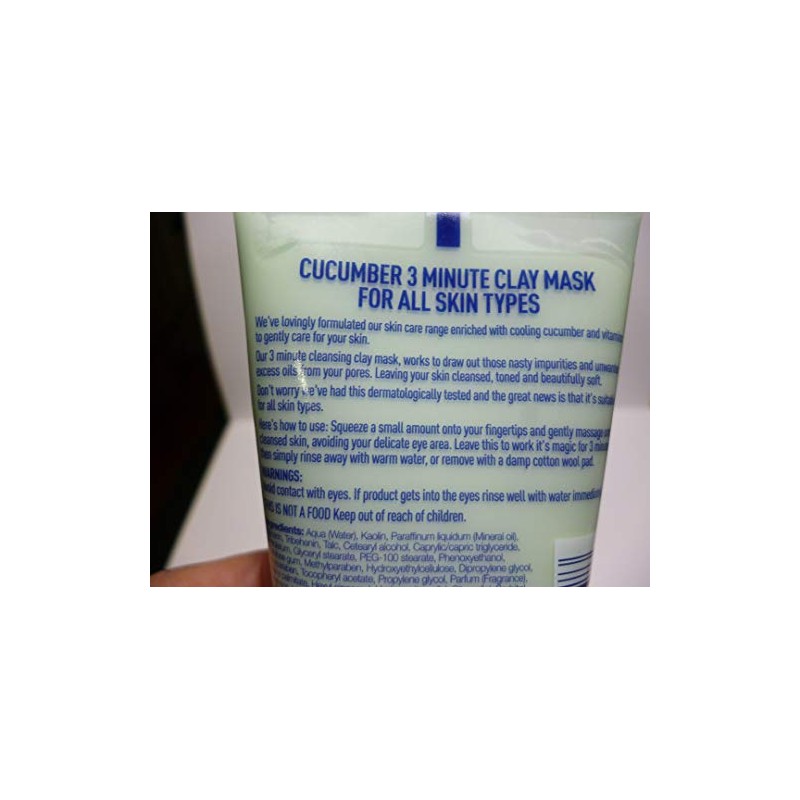 CUCUMBER 3 MINUTE CLAY MASK
FOR ALL SKIN TYPES
We've lovingly formulated our skin care range enriched with cooling cucumber and vitamin
to gently care for your skin.
Our 3 minute cleansing clay mask, works to draw out those nasty impurities and
excess oils from your pores. Leaving your skin cleansed, toned and beautifully soft.
Don't worry we've had this dermatologically tested and the great news is that it's
for all skin types.
Here's how to use: Squeeze a small amount onto your fingertips and gently massage
cleansed skin, avoiding your delicate eye area. Leave this to work it's magic for 3
then simply rinse away with warm water, or remove with a damp cotton wool pad.
WARNINGS:
contact with eyes. If product gets into the eyes rinse well with water
IS NOT A FOOD Keep out of reach of children.
Ingredients: Aqua (Water), Kaolin, Paraffinum liquidum (Mineral oil),
Tribehenin, Talc, Cetearyl alcohol, Caprylic/capric triglyceride,
Glyceryl stearate, PEG-100 stearate, Phenoxyethanol,
gum, Methylparaben, Hydroxyethylcellulose, Dipropylene glycol,
Tocopheryl acetate, Propylene glycol, Parfum (Fragrance),